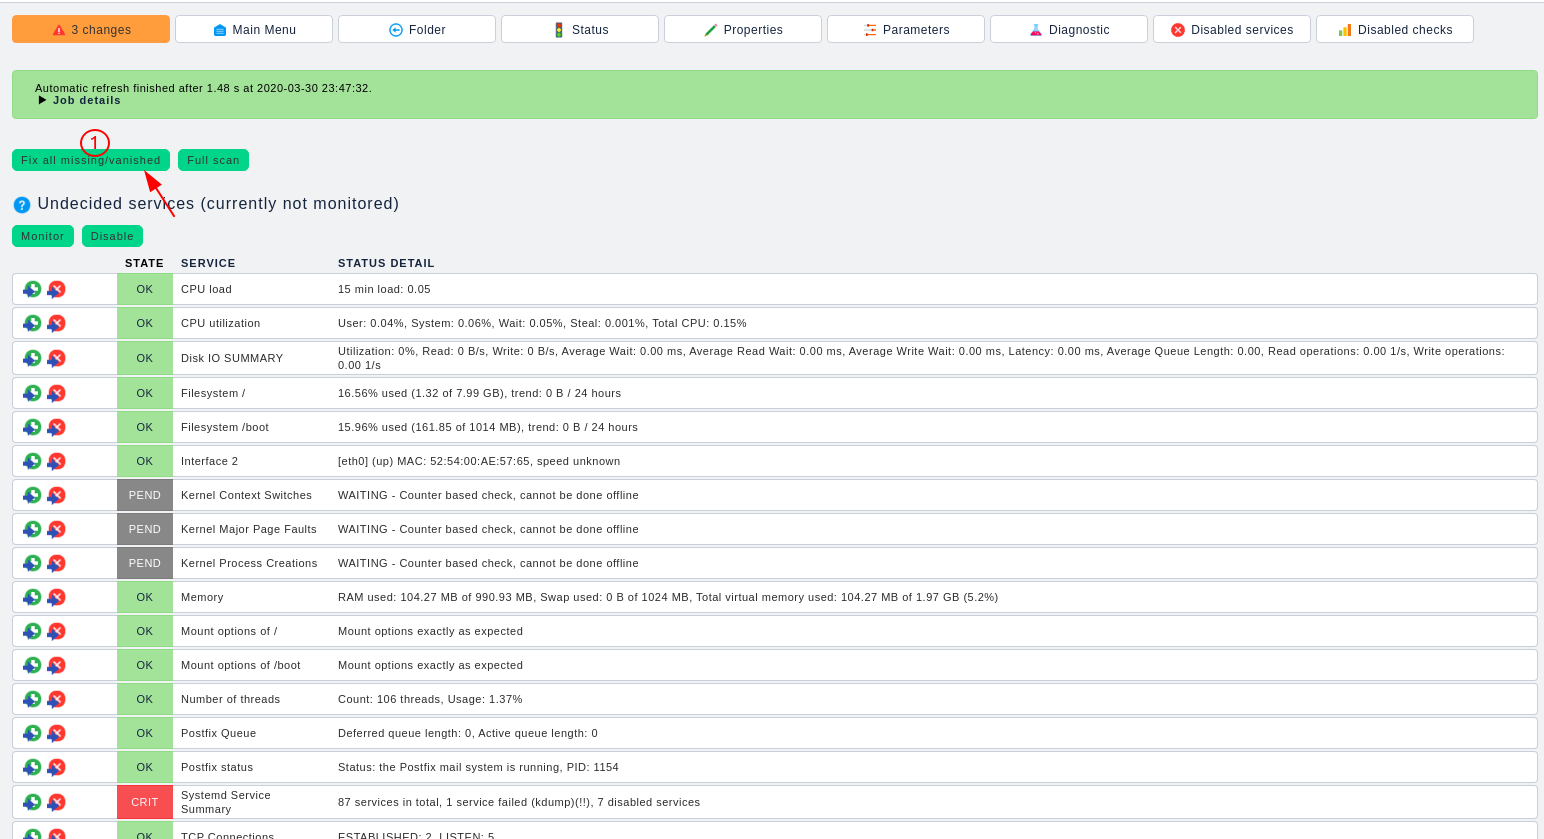 3 changes Main Menu Folder Status Properties Parameters Diagnostic Disabled services Disabled checks
Automatic refresh finished after 1.48 s at 2020-03-30 23:47:32.
Job details
1
Fix all missing/vanished Full scan
Undecided services (currently not monitored)
Monitor Disable
STATE SERVICE STATUS DETAIL
OK CPU load 15 min load: 0.05
OK CPU utilization User: 0.04%, System: 0.06%, Wait: 0.05%, Steal: 0.001%, Total CPU: 0.15%
OK Disk IO SUMMARY Utilization: 0%, Read: 0 B/s, Write: 0 B/s, Average Wait: 0.00 ms, Average Read Wait: 0.00 ms, Average Write Wait: 0.00 ms, Latency: 0.00 ms, Average Queue Length: 0.00, Read operations: 0.00 1/s, Write operations:
0.00 1/s
OK Filesystem / 16.56% used (1.32 of 7.99 GB), trend: 0 B / 24 hours
OK Filesystem /boot 15.96% used (161.85 of 1014 MB), trend: 0 B / 24 hours
OK Interface 2 [eth0] (up) MAC: 52:54:00:AE:57:65, speed unknown
PEND Kernel Context Switches WAITING - Counter based check, cannot be done offline
PEND Kernel Major Page Faults WAITING - Counter based check, cannot be done offline
PEND Kernel Process Creations WAITING - Counter based check, cannot be done offline
OK Memory RAM used: 104.27 MB of 990.93 MB, Swap used: 0 B of 1024 MB, Total virtual memory used: 104.27 MB of 1.97 GB (5.2%)
OK Mount options of / Mount options exactly as expected
OK Mount options of /boot Mount options exactly as expected
OK Number of threads Count: 106 threads, Usage: 1.37%
OK Postfix Queue Deferred queue length: 0, Active queue length: 0
OK Postfix status Status: the Postfix mail system is running, PID: 1154
CRIT Systemd Service
Summary 87 services in total, 1 service failed (kdump)(!!), 7 disabled services
OK TCP Connections ESTABLISHED: 2, LISTEN: 5